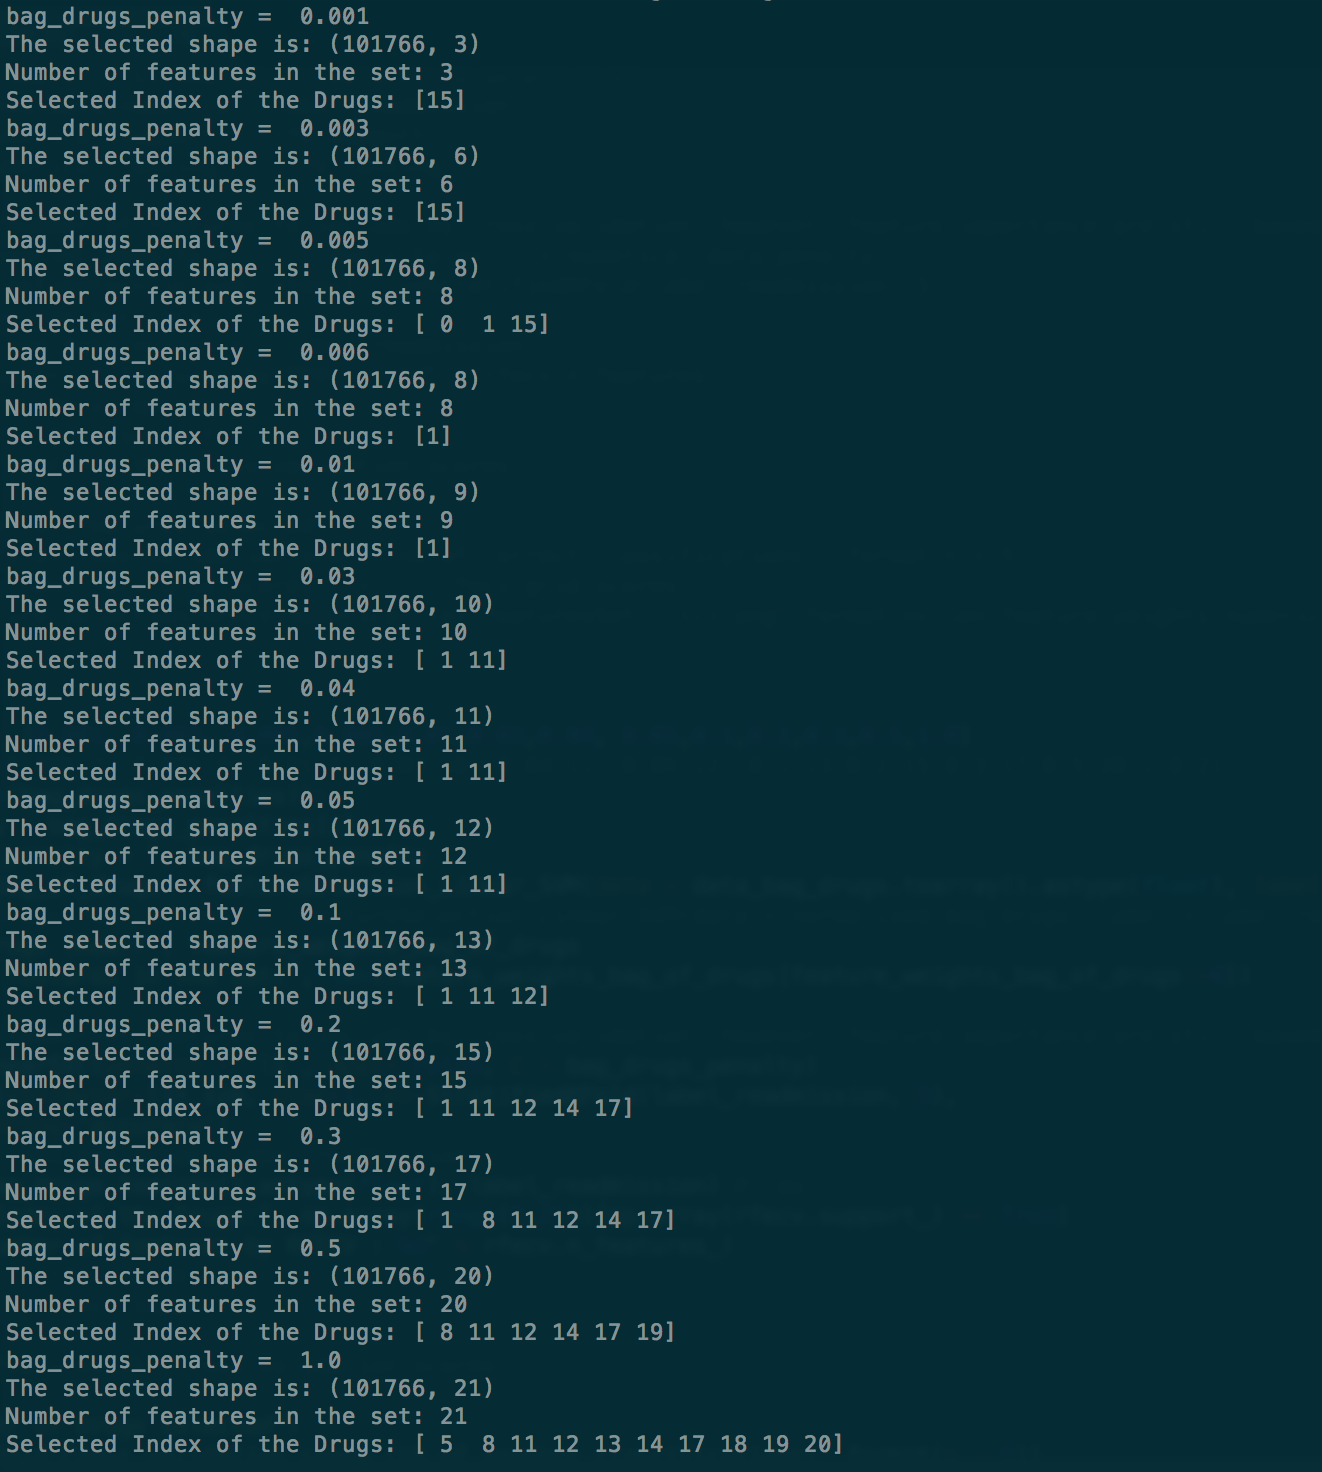 bag_drugs_penalty =  0.001
The selected shape is: (101766, 3)
Number of features in the set: 3
Selected Index of the Drugs: [15]
bag_drugs_penalty =  0.003
The selected shape is: (101766, 6)
Number of features in the set: 6
Selected Index of the Drugs: [15]
bag_drugs_penalty =  0.005
The selected shape is: (101766, 8)
Number of features in the set: 8
Selected Index of the Drugs: [ 0  1 15]
bag_drugs_penalty =  0.006
The selected shape is: (101766, 8)
Number of features in the set: 8
Selected Index of the Drugs: [1]
bag_drugs_penalty =  0.01
The selected shape is: (101766, 9)
Number of features in the set: 9
Selected Index of the Drugs: [1]
bag_drugs_penalty =  0.03
The selected shape is: (101766, 10)
Number of features in the set: 10
Selected Index of the Drugs: [ 1 11]
bag_drugs_penalty =  0.04
The selected shape is: (101766, 11)
Number of features in the set: 11
Selected Index of the Drugs: [ 1 11]
bag_drugs_penalty =  0.05
The selected shape is: (101766, 12)
Number of features in the set: 12
Selected Index of the Drugs: [ 1 11]
bag_drugs_penalty =  0.1
The selected shape is: (101766, 13)
Number of features in the set: 13
Selected Index of the Drugs: [ 1 11 12]
bag_drugs_penalty =  0.2
The selected shape is: (101766, 15)
Number of features in the set: 15
Selected Index of the Drugs: [ 1 11 12 14 17]
bag_drugs_penalty =  0.3
The selected shape is: (101766, 17)
Number of features in the set: 17
Selected Index of the Drugs: [ 1  8 11 12 14 17]
bag_drugs_penalty =  0.5
The selected shape is: (101766, 20)
Number of features in the set: 20
Selected Index of the Drugs: [ 8 11 12 14 17 19]
bag_drugs_penalty =  1.0
The selected shape is: (101766, 21)
Number of features in the set: 21
Selected Index of the Drugs: [ 5  8 11 12 13 14 17 18 19 20]